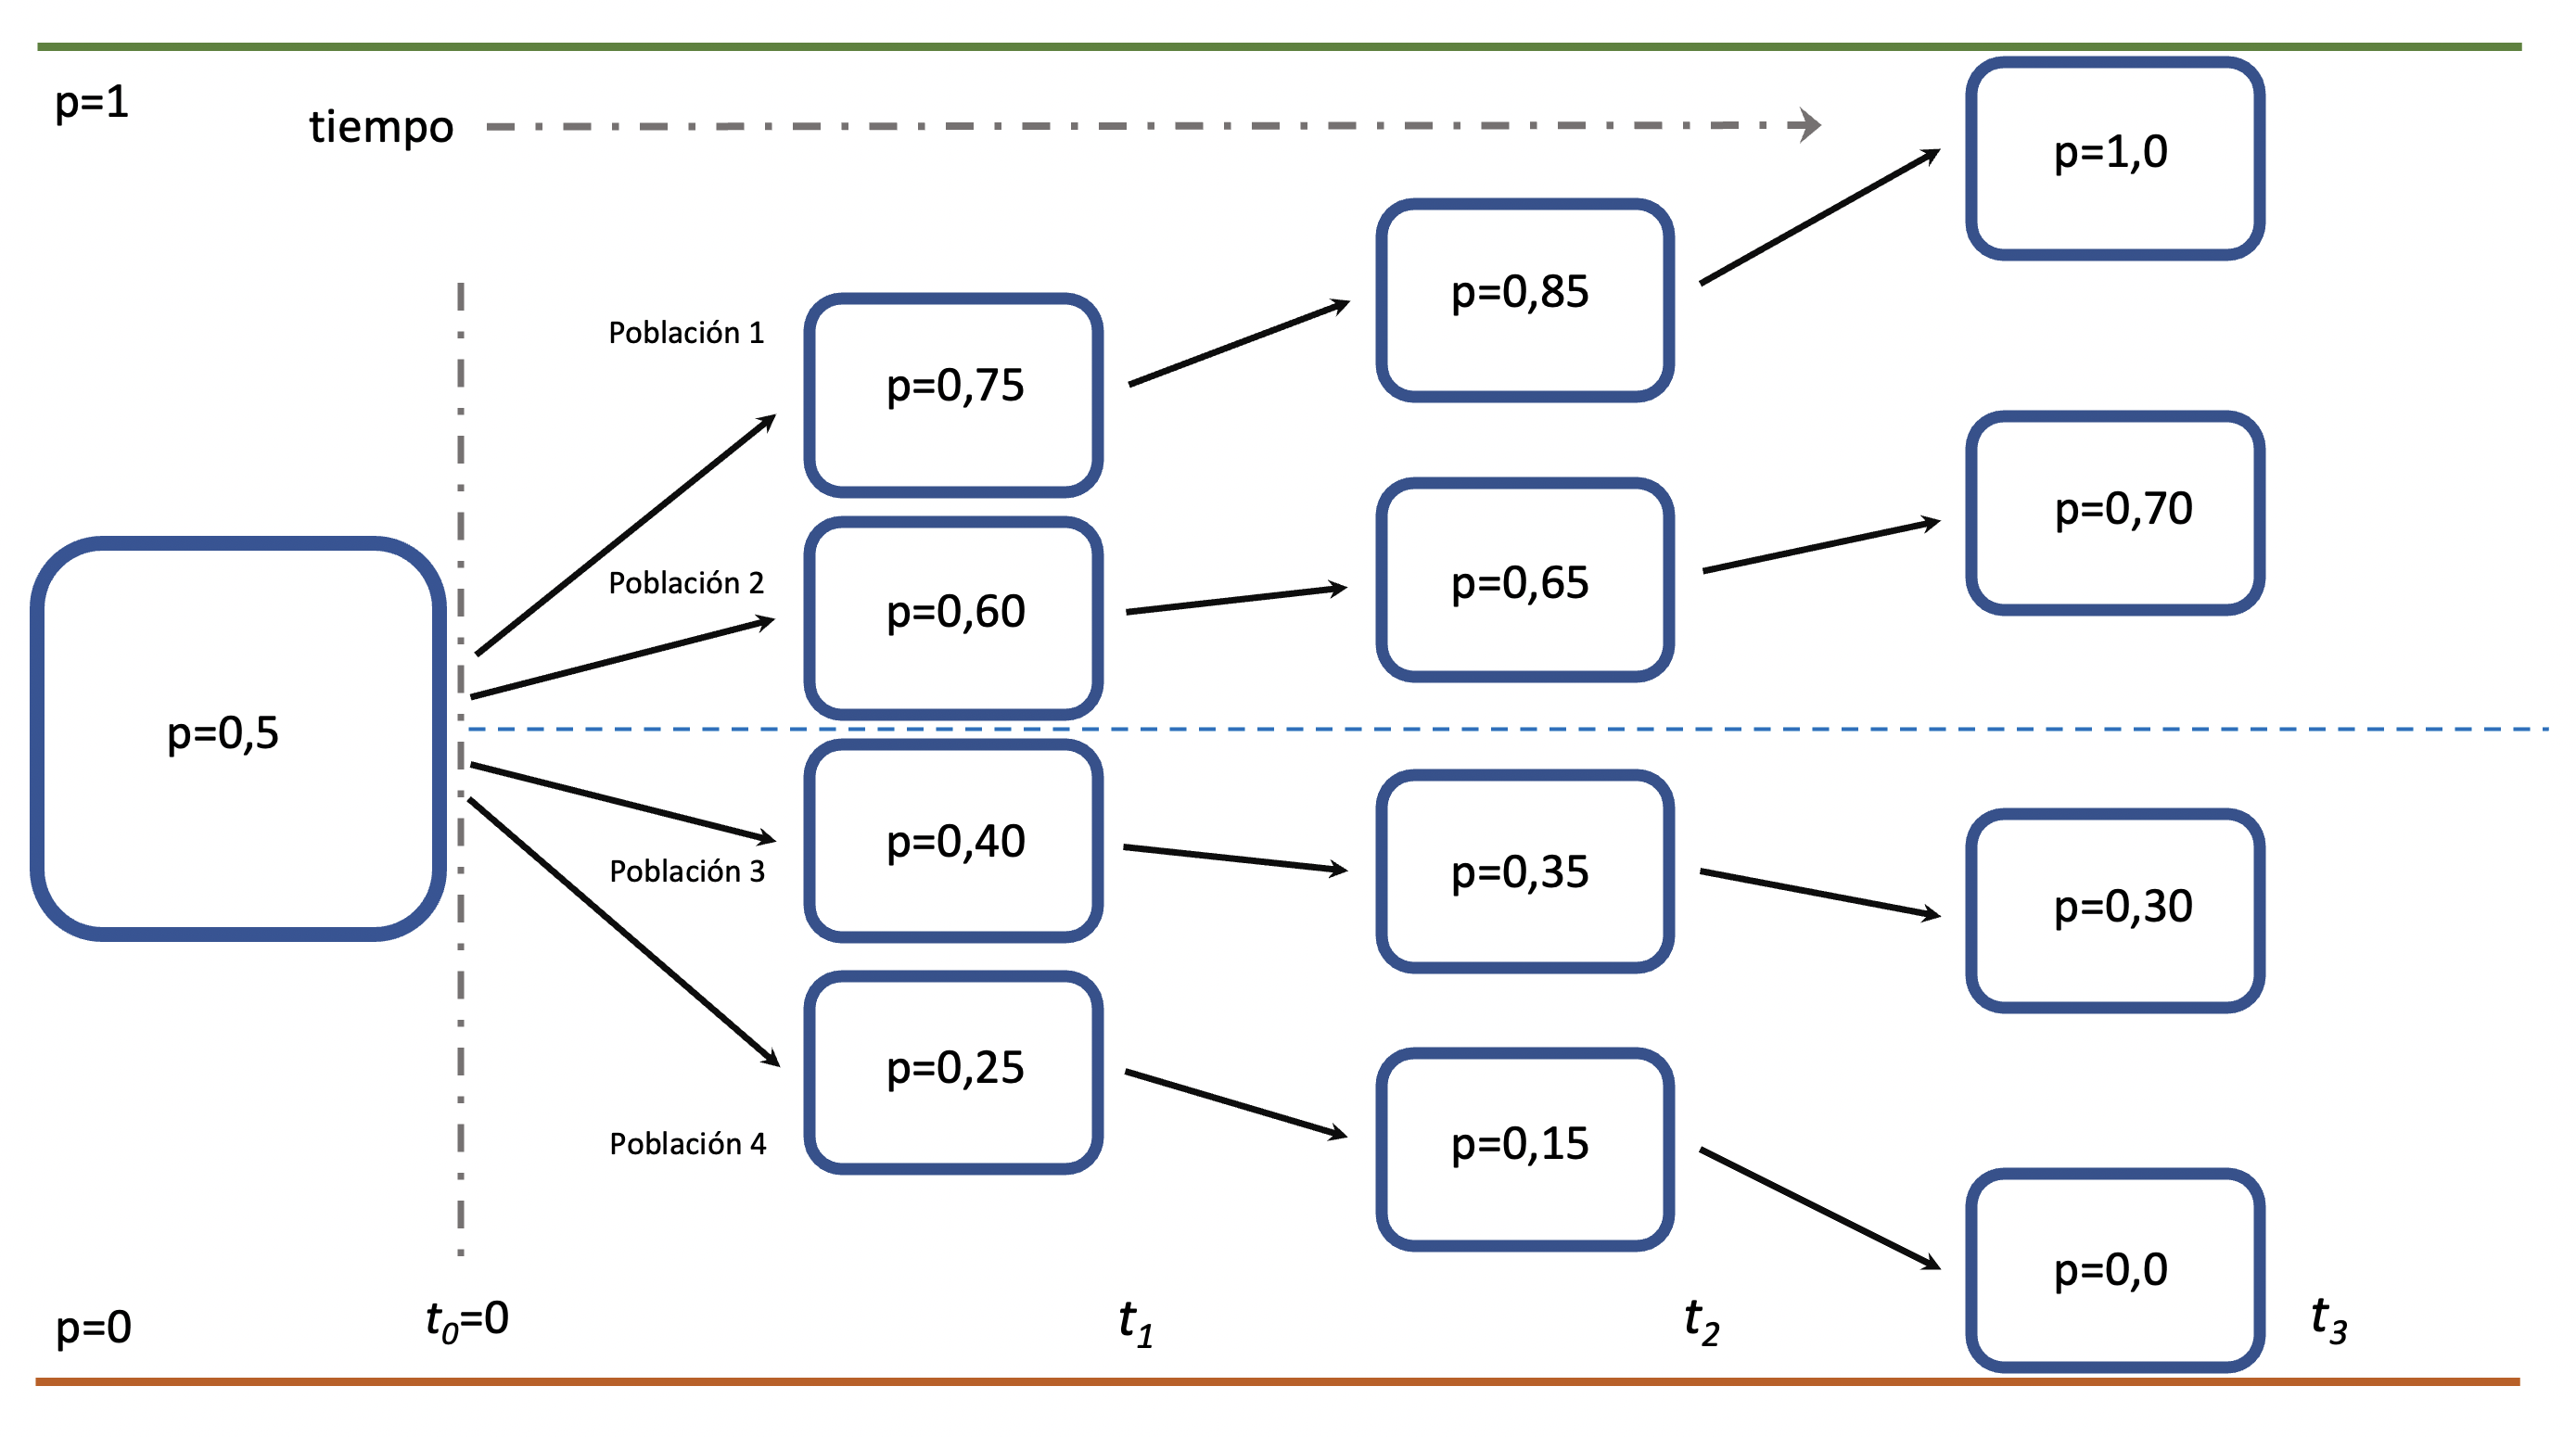 p=1
tiempo
p=1,0
p=0,85
Población 1
p=0,75
p=0,70
Población 2
p=0,60
p=0,65
p=0,5
p=0,40
Población 3
p=0,35
p=0,30
p=0,25
Población 4
p=0,15
p=0,0
p=0
t₀=0
t₁
t₂
t₃